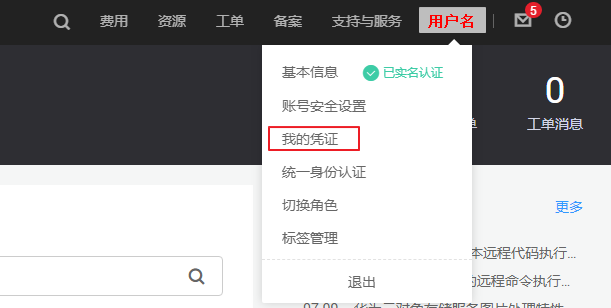 费用 资源 工单 备案 支持与服务 用户名 5
基本信息 已实名认证
0
账号安全设置
单 工单消息
我的凭证
统一身份认证
切换角色
更多
标签管理
本远程代码执行...
的远程命令执行...
退出